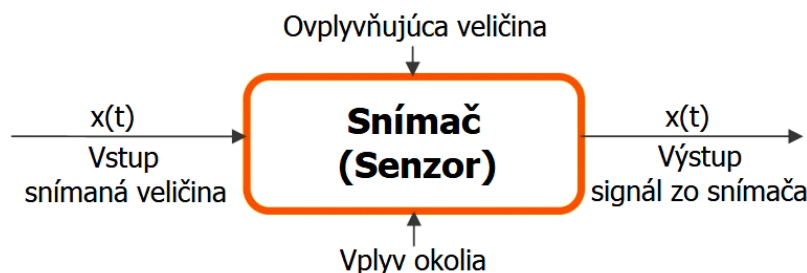 Ovplyvňujúca veličina
x(t)
Vstup
snímaná veličina
Snímač
(Senzor)
x(t)
Výstup
signál zo snímača
Vplyv okolia